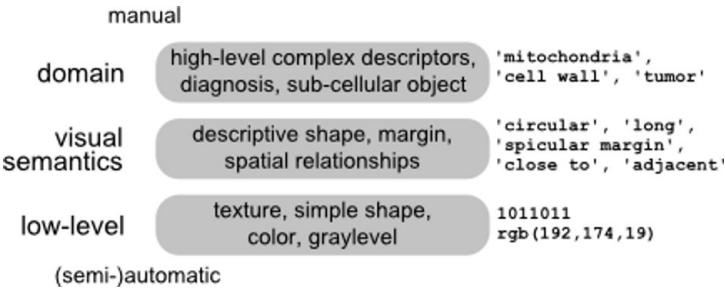 manual
domain
high-level complex descriptors,
diagnosis, sub-cellular object
'mitochondria',
'cell wall', 'tumor'
visual
semantics
descriptive shape, margin,
spatial relationships
'circular', 'long',
'spicular margin',
'close to', 'adjacent'
low-level
texture, simple shape,
color, graylevel
1011011
rgb(192,174,19)
(semi-)automatic